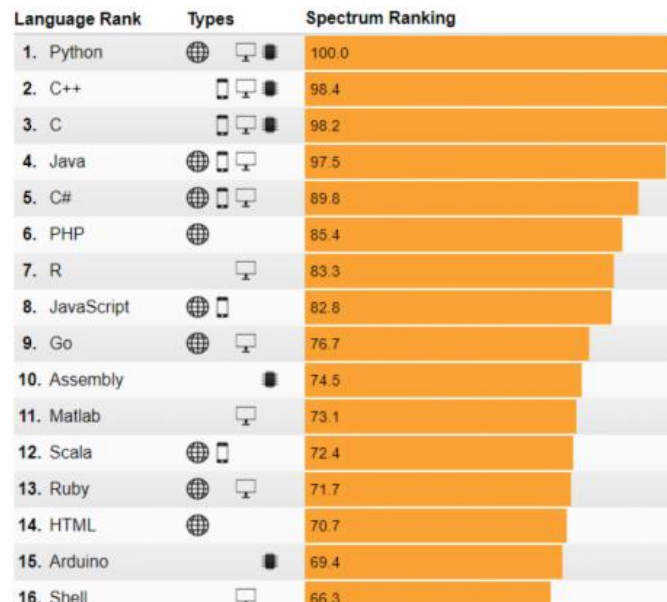 Language Rank Types Spectrum Ranking
1. Python 100.0
2. C++ 98.4
3. C 98.2
4. Java 97.5
5. C# 89.8
6. PHP 85.4
7. R 83.3
8. JavaScript 82.8
9. Go 76.7
10. Assembly 74.5
11. Matlab 73.1
12. Scala 72.4
13. Ruby 71.7
14. HTML 70.7
15. Arduino 69.4
16. Shell 66.3